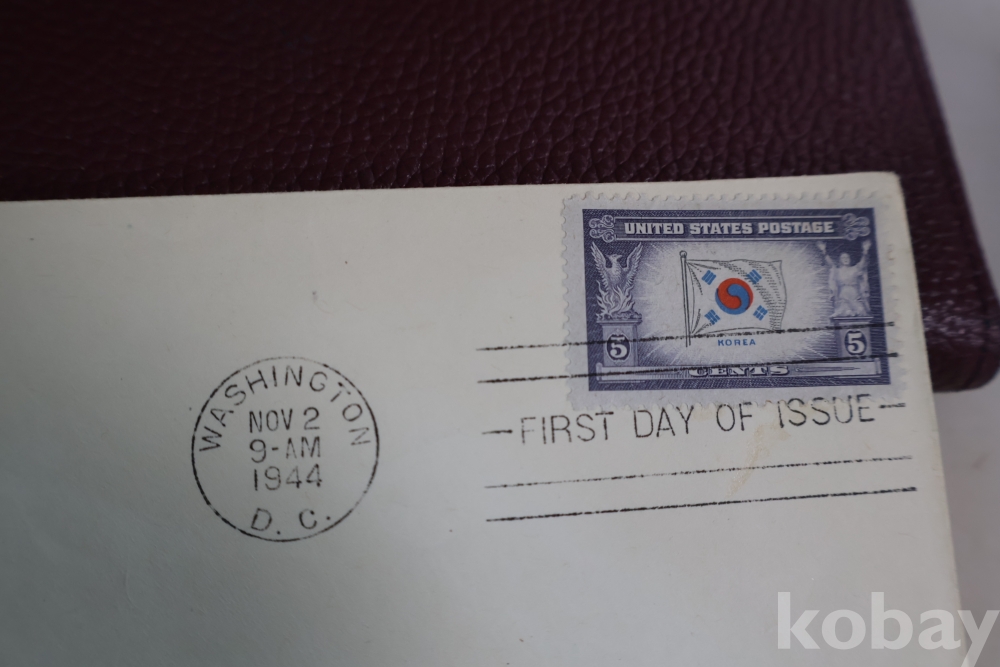 UNITED STATES POSTAGE
KOREA
5 5
CENTS
WASHINGTON
NOV 2
9-AM
1944
D. C.
FIRST DAY OF ISSUE
kobay